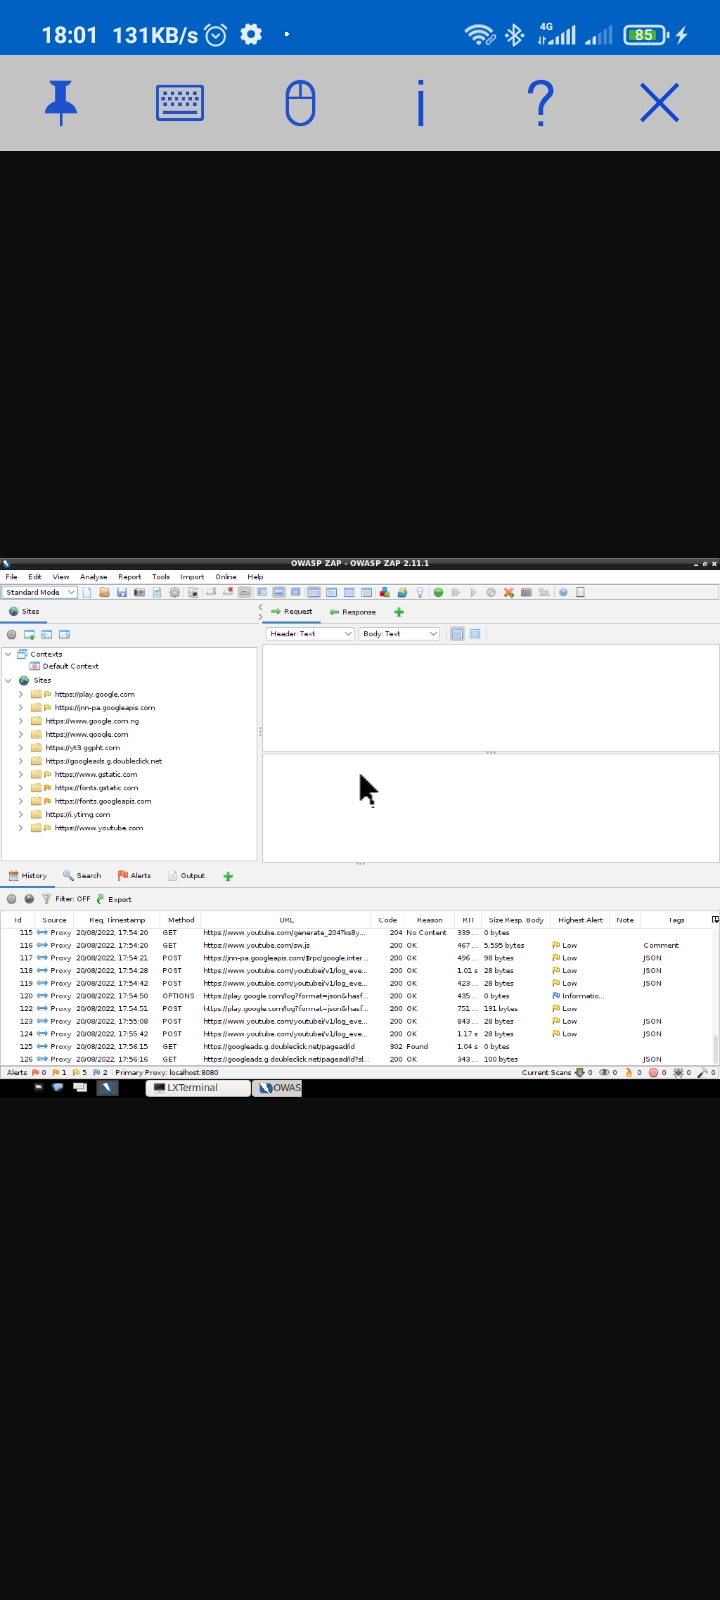 18:01 131KB/s 4G 85
OWASP ZAP - OWASP ZAP 2.11.1
File Edit View Analyse Report Tools Import Online Help
Standard Mode
Sites
Request Response
Header: Text Body: Text
Contexts
Default Context
Sites
https://play.google.com
https://jnn-pa.googleapis.com
https://www.google.com.ng
https://www.google.com
https://yt3.ggpht.com
https://googleads.g.doubleclick.net
https://www.gstatic.com
https://fonts.gstatic.com
https://fonts.googleapis.com
https://i.ytimg.com
https://www.youtube.com
History Search Alerts Output
Filter: OFF Export
Id Source Req. Timestamp Method URL Code Reason RTT Size Resp. Body Highest Alert Note Tags
115 Proxy 20/08/2022, 17:54:20 GET https://www.youtube.com/generate_204?ks8y... 204 No Content 339 ... 0 bytes
116 Proxy 20/08/2022, 17:54:20 GET https://www.youtube.com/sw.js 200 OK 467 ... 5,595 bytes Low Comment
117 Proxy 20/08/2022, 17:54:21 POST https://jnn-pa.googleapis.com/$rpc/google.inter... 200 OK 496 ... 98 bytes Low JSON
118 Proxy 20/08/2022, 17:54:28 POST https://www.youtube.com/youtubei/v1/log_eve... 200 OK 1.01 s 28 bytes Low JSON
119 Proxy 20/08/2022, 17:54:42 POST https://www.youtube.com/youtubei/v1/log_eve... 200 OK 423 ... 28 bytes Low JSON
120 Proxy 20/08/2022, 17:54:50 OPTIONS https://play.google.com/log?format=json&hasf... 200 OK 435 ... 0 bytes Informatio...
122 Proxy 20/08/2022, 17:54:51 POST https://play.google.com/log?format=json&hasf... 200 OK 751 ... 131 bytes Low
123 Proxy 20/08/2022, 17:55:08 POST https://www.youtube.com/youtubei/v1/log_eve... 200 OK 843 ... 28 bytes Low JSON
124 Proxy 20/08/2022, 17:55:42 POST https://www.youtube.com/youtubei/v1/log_eve... 200 OK 1.17 s 28 bytes Low JSON
125 Proxy 20/08/2022, 17:56:15 GET https://googleads.g.doubleclick.net/pagead/id 302 Found 1.04 s 0 bytes
126 Proxy 20/08/2022, 17:56:16 GET https://googleads.g.doubleclick.net/pagead/id?sl... 200 OK 343 ... 100 bytes JSON
Alerts 0 1 5 2 Primary Proxy: localhost:8080 Current Scans 0 0 0 0 0 0
LXTerminal OWAS